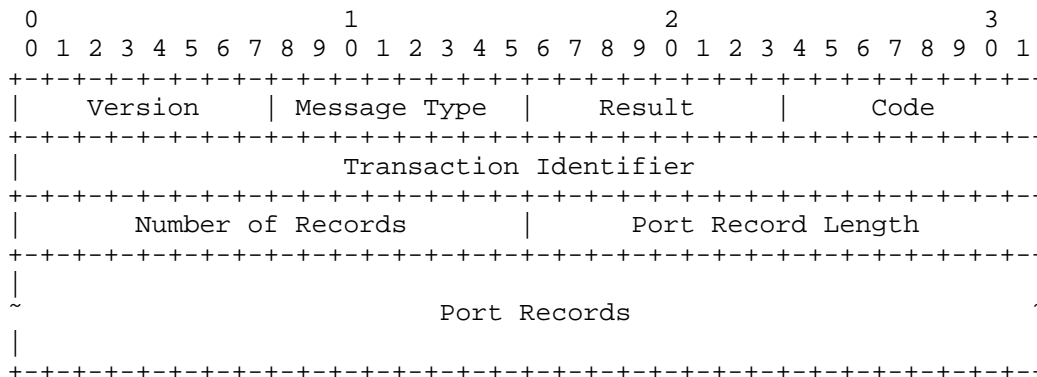 0                   1                   2                   3
 0 1 2 3 4 5 6 7 8 9 0 1 2 3 4 5 6 7 8 9 0 1 2 3 4 5 6 7 8 9 0 1
+-+-+-+-+-+-+-+-+-+-+-+-+-+-+-+-+-+-+-+-+-+-+-+-+-+-+-+-+-+-+-+--
|    Version    | Message Type  |    Result     |     Code
+-+-+-+-+-+-+-+-+-+-+-+-+-+-+-+-+-+-+-+-+-+-+-+-+-+-+-+-+-+-+-+--
|                    Transaction Identifier
+-+-+-+-+-+-+-+-+-+-+-+-+-+-+-+-+-+-+-+-+-+-+-+-+-+-+-+-+-+-+-+--
|       Number of Records       |      Port Record Length
+-+-+-+-+-+-+-+-+-+-+-+-+-+-+-+-+-+-+-+-+-+-+-+-+-+-+-+-+-+-+-+--
|
~                          Port Records                         ~
|
+-+-+-+-+-+-+-+-+-+-+-+-+-+-+-+-+-+-+-+-+-+-+-+-+-+-+-+-+-+-+-+--